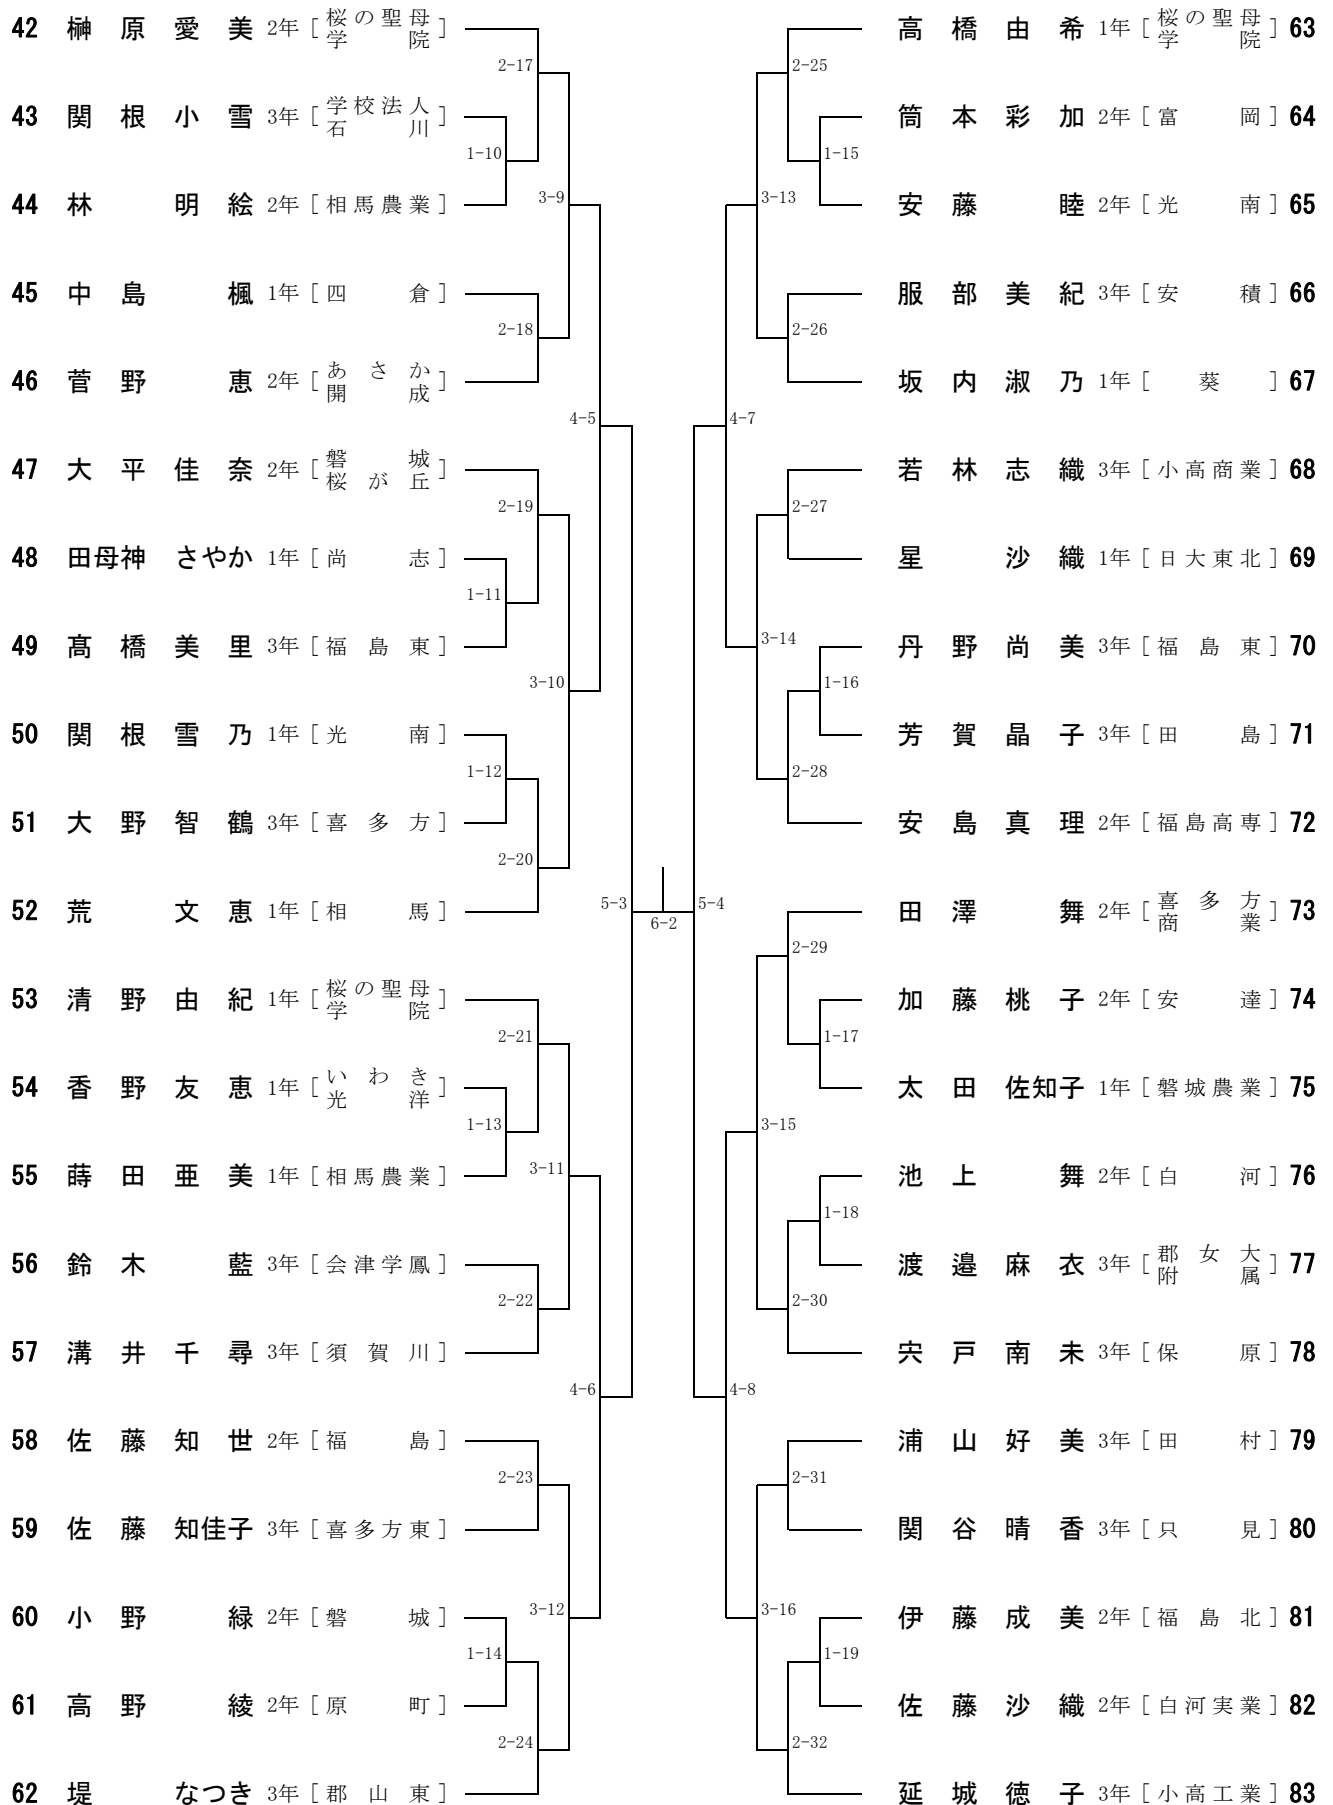 42 榊原愛美 2年 [桜の聖母学院]
2-17
43 関根小雪 3年 [学校法人石川]
1-10
44 林明絵 2年 [相馬農業]
3-9
45 中島楓 1年 [四倉]
2-18
46 菅野恵 2年 [あさか開成]
4-5
47 大平佳奈 2年 [磐城桜が丘]
2-19
48 田母神さやか 1年 [尚志]
1-11
49 髙橋美里 3年 [福島東]
3-10
50 関根雪乃 1年 [光南]
1-12
51 大野智鶴 3年 [喜多方]
2-20
52 荒文恵 1年 [相馬]
5-3
53 清野由紀 1年 [桜の聖母学院]
2-21
54 香野友恵 1年 [いわき光洋]
1-13
55 蒔田亜美 1年 [相馬農業]
3-11
56 鈴木藍 3年 [会津学鳳]
2-22
57 溝井千尋 3年 [須賀川]
4-6
58 佐藤知世 2年 [福島]
2-23
59 佐藤知佳子 3年 [喜多方東]
3-12
60 小野緑 2年 [磐城]
1-14
61 高野綾 2年 [原町]
2-24
62 堤なつき 3年 [郡山東]
6-2
高橋由希 1年 [桜の聖母学院] 63
2-25
筒本彩加 2年 [富岡] 64
1-15
安藤睦 2年 [光南] 65
3-13
服部美紀 3年 [安積] 66
2-26
坂内淑乃 1年 [葵] 67
4-7
若林志織 3年 [小高商業] 68
2-27
星沙織 1年 [日大東北] 69
3-14
丹野尚美 3年 [福島東] 70
1-16
芳賀晶子 3年 [田島] 71
2-28
安島真理 2年 [福島高専] 72
5-4
田澤舞 2年 [喜多方商業] 73
2-29
加藤桃子 2年 [安達] 74
1-17
太田佐知子 1年 [磐城農業] 75
3-15
池上舞 2年 [白河] 76
1-18
渡邉麻衣 3年 [郡女大附属] 77
2-30
宍戸南未 3年 [保原] 78
4-8
浦山好美 3年 [田村] 79
2-31
関谷晴香 3年 [只見] 80
3-16
伊藤成美 2年 [福島北] 81
1-19
佐藤沙織 2年 [白河実業] 82
2-32
延城徳子 3年 [小高工業] 83